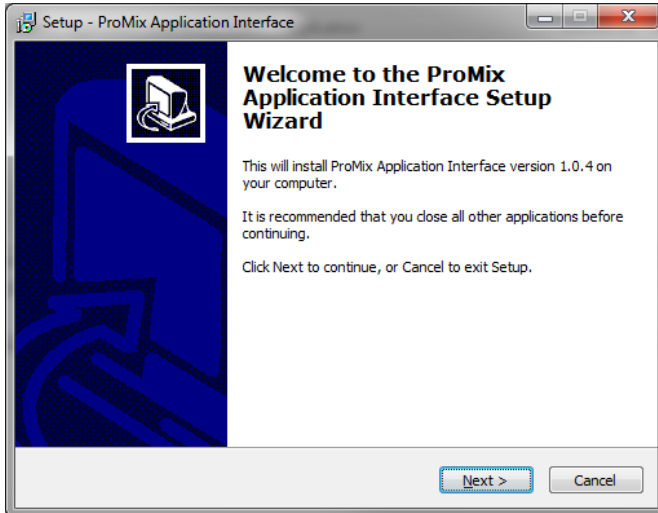 Setup - ProMix Application Interface
Welcome to the ProMix
Application Interface Setup
Wizard
This will install ProMix Application Interface version 1.0.4 on
your computer.
It is recommended that you close all other applications before
continuing.
Click Next to continue, or Cancel to exit Setup.
Next >
Cancel